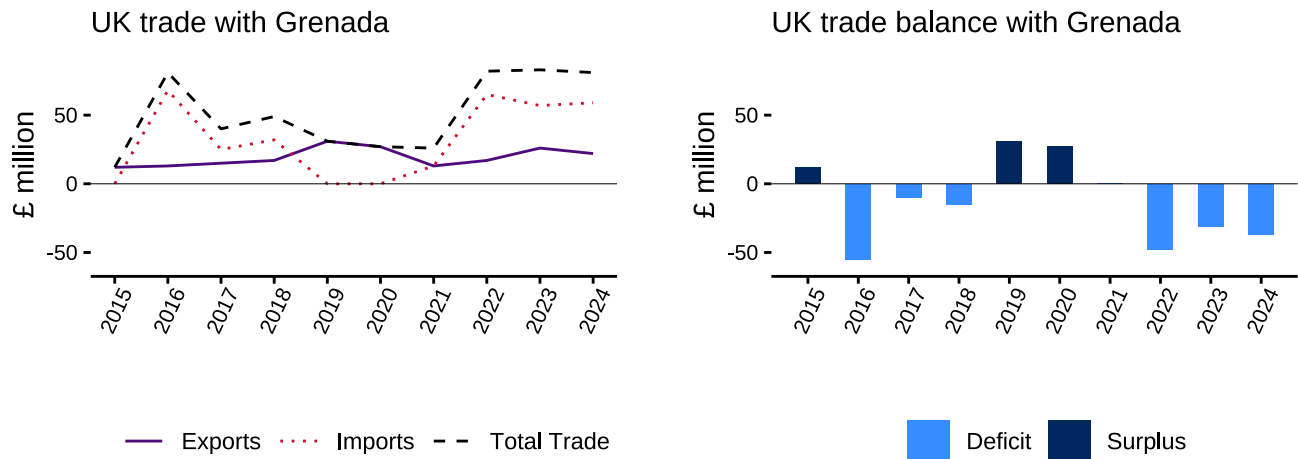 UK trade with Grenada
£ million
50
0
-50
2015 2016 2017 2018 2019 2020 2021 2022 2023 2024
Exports Imports Total Trade
UK trade balance with Grenada
£ million
50
0
-50
2015 2016 2017 2018 2019 2020 2021 2022 2023 2024
Deficit Surplus